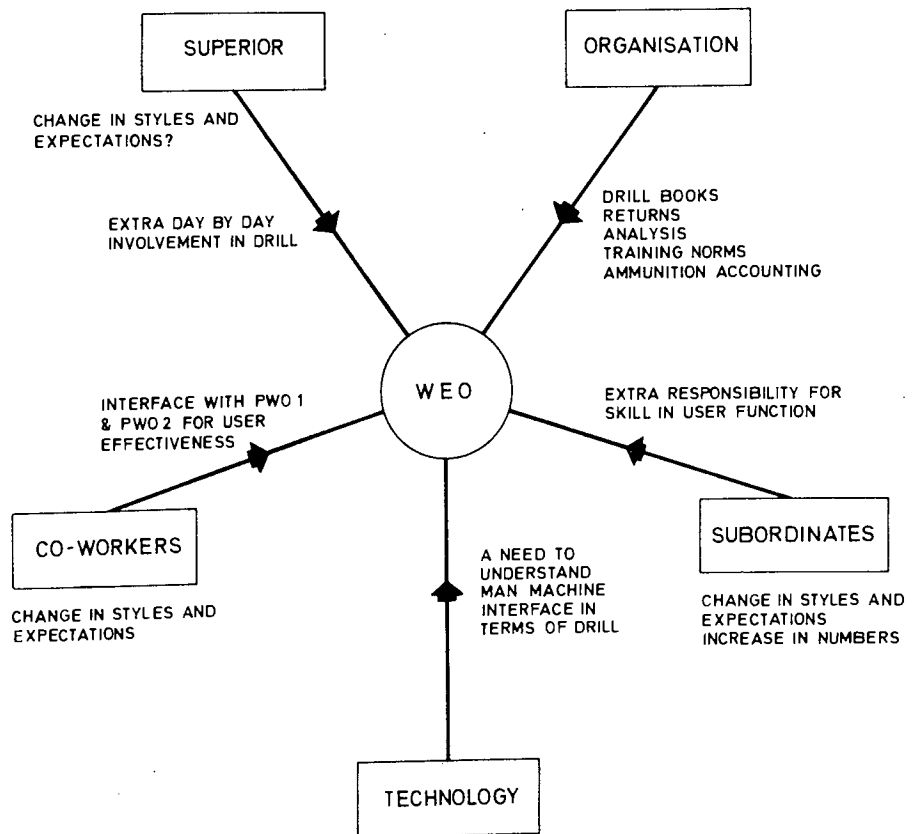 SUPERIOR
ORGANISATION
CHANGE IN STYLES AND
EXPECTATIONS?
EXTRA DAY BY DAY
INVOLVEMENT IN DRILL
DRILL BOOKS
RETURNS
ANALYSIS
TRAINING NORMS
AMMUNITION ACCOUNTING
WEO
INTERFACE WITH PWO 1
& PWO 2 FOR USER
EFFECTIVENESS
EXTRA RESPONSIBILITY FOR
SKILL IN USER FUNCTION
CO-WORKERS
CHANGE IN STYLES AND
EXPECTATIONS
A NEED TO
UNDERSTAND
MAN MACHINE
INTERFACE IN
TERMS OF DRILL
SUBORDINATES
CHANGE IN STYLES AND
EXPECTATIONS
INCREASE IN NUMBERS
TECHNOLOGY